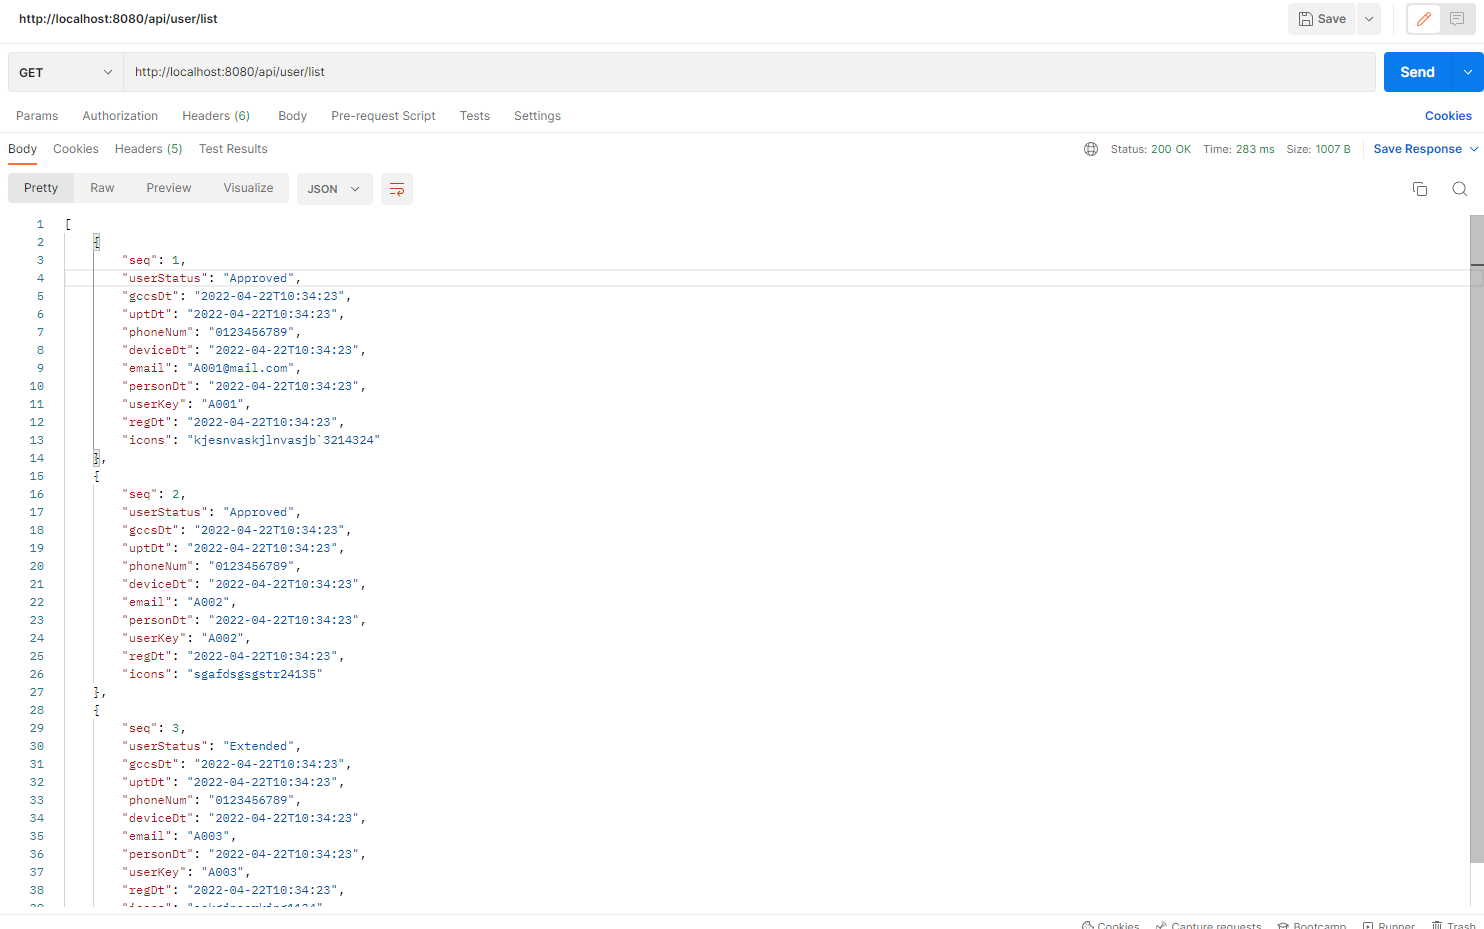 http://localhost:8080/api/user/list
Save
GET http://localhost:8080/api/user/list Send
Params Authorization Headers (6) Body Pre-request Script Tests Settings Cookies
Body Cookies Headers (5) Test Results Status: 200 OK Time: 283 ms Size: 1007 B Save Response
Pretty Raw Preview Visualize JSON
1 [
2 {
3 "seq": 1,
4 "userStatus": "Approved",
5 "gccsDt": "2022-04-22T10:34:23",
6 "uptDt": "2022-04-22T10:34:23",
7 "phoneNum": "0123456789",
8 "deviceDt": "2022-04-22T10:34:23",
9 "email": "A001@mail.com",
10 "personDt": "2022-04-22T10:34:23",
11 "userKey": "A001",
12 "regDt": "2022-04-22T10:34:23",
13 "icons": "kjesnvaskjlnvasjb`3214324"
14 },
15 {
16 "seq": 2,
17 "userStatus": "Approved",
18 "gccsDt": "2022-04-22T10:34:23",
19 "uptDt": "2022-04-22T10:34:23",
20 "phoneNum": "0123456789",
21 "deviceDt": "2022-04-22T10:34:23",
22 "email": "A002",
23 "personDt": "2022-04-22T10:34:23",
24 "userKey": "A002",
25 "regDt": "2022-04-22T10:34:23",
26 "icons": "sgafdsgsgstr24135"
27 },
28 {
29 "seq": 3,
30 "userStatus": "Extended",
31 "gccsDt": "2022-04-22T10:34:23",
32 "uptDt": "2022-04-22T10:34:23",
33 "phoneNum": "0123456789",
34 "deviceDt": "2022-04-22T10:34:23",
35 "email": "A003",
36 "personDt": "2022-04-22T10:34:23",
37 "userKey": "A003",
38 "regDt": "2022-04-22T10:34:23",
39 "icons":
Cookies Capture requests Bootcamp Runner Trash